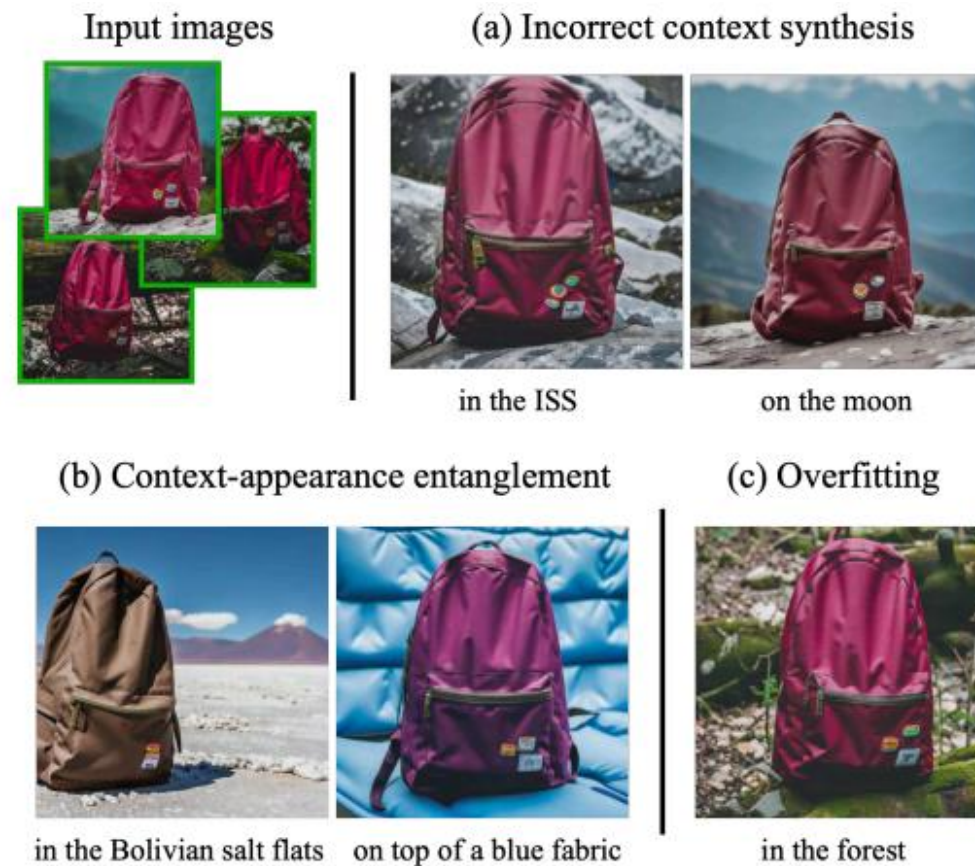 Input images
(a) Incorrect context synthesis
in the ISS
on the moon
(b) Context-appearance entanglement
(c) Overfitting
in the Bolivian salt flats
on top of a blue fabric
in the forest